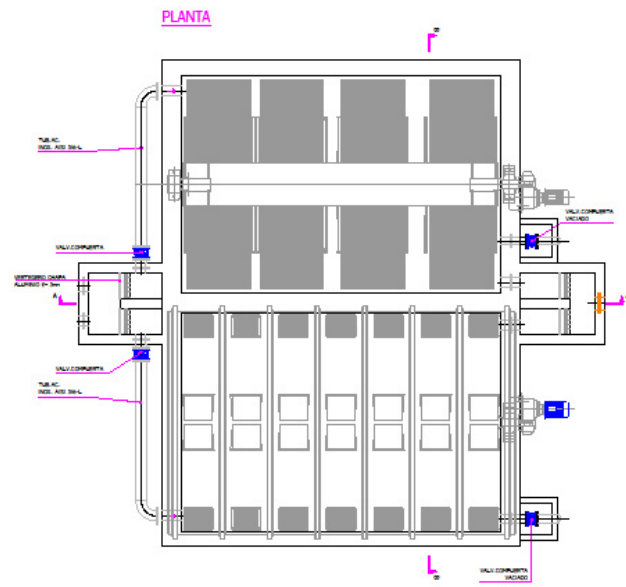 PLANTA
B
TUB.AC.
INOX. AISI 316-L
VALV.COMPUERTA
VACIADO
VALV.COMPUERTA
VERTEDERO CHAPA
ALUMINIO E= 3mm
A
A
VALV.COMPUERTA
TUB.AC.
INOX. AISI 316-L
VALV.COMPUERTA
VACIADO
B